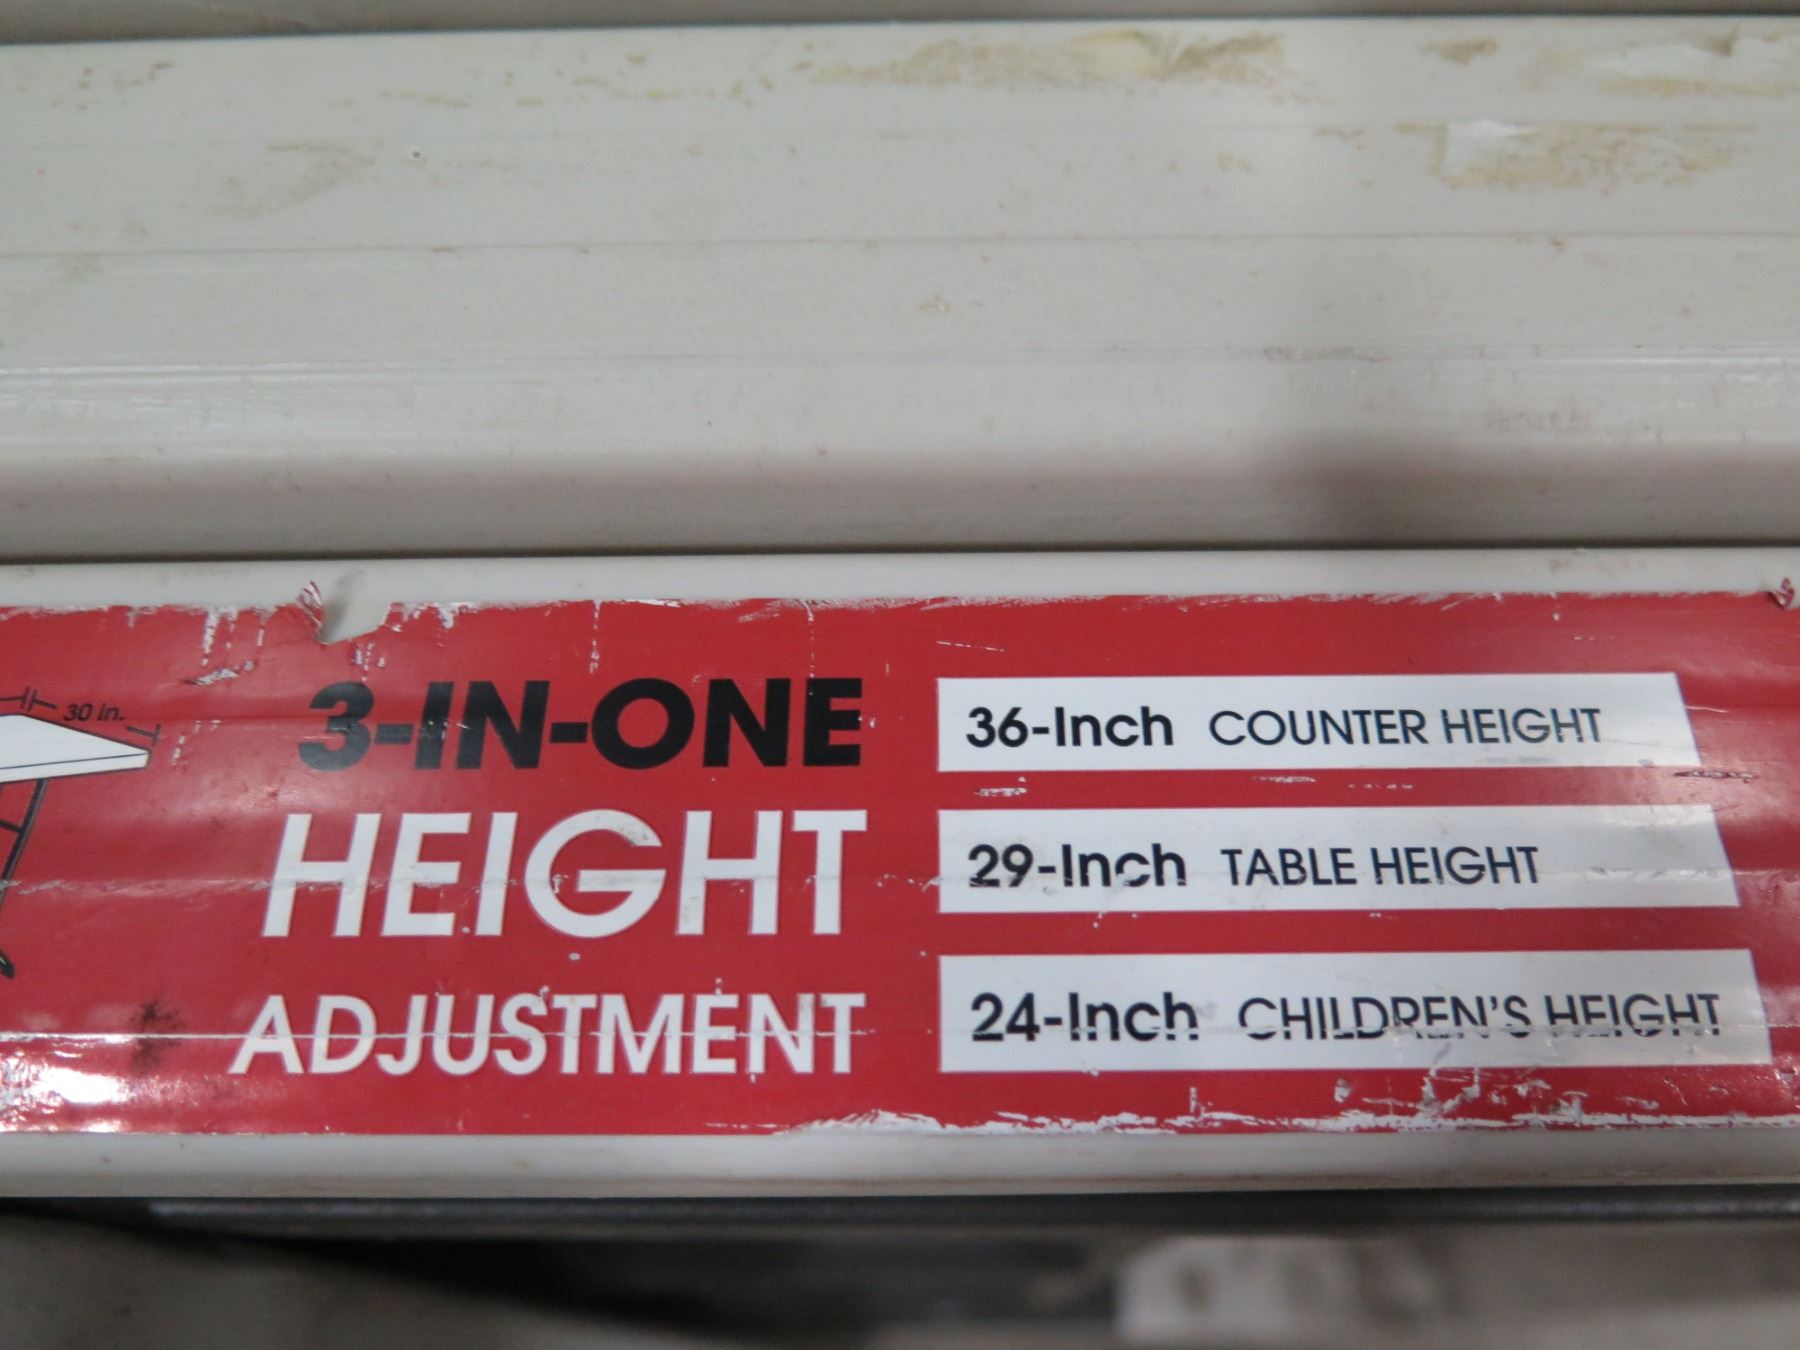 30 in.
3-IN-ONE
HEIGHT
ADJUSTMENT
36-Inch COUNTER HEIGHT
29-Inch TABLE HEIGHT
24-Inch CHILDREN'S HEIGHT